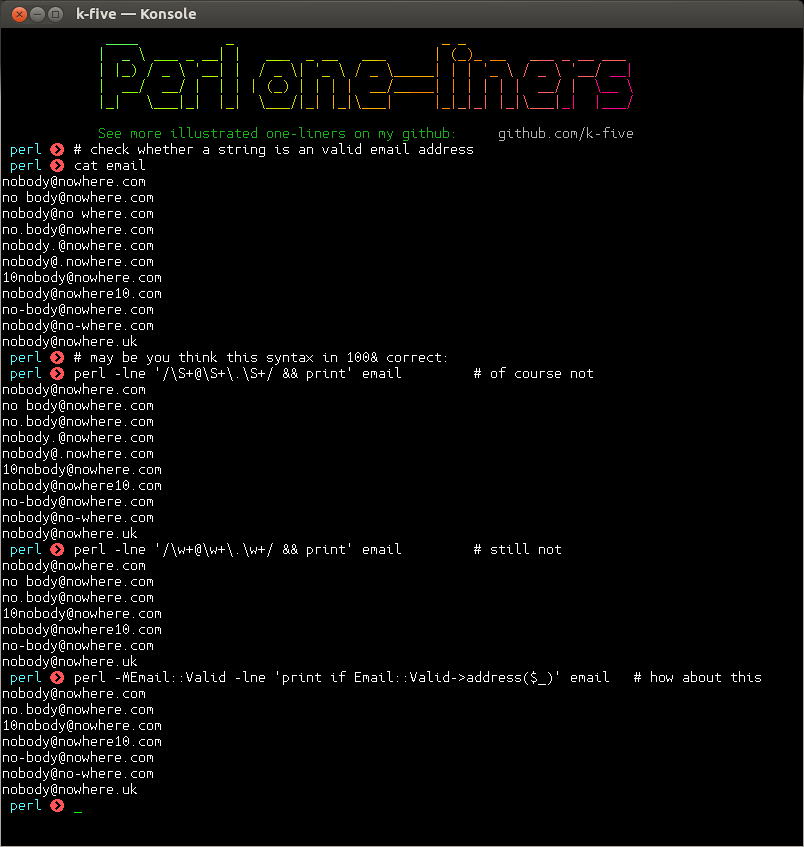 k-five — Konsole
Perl one-liners
See more illustrated one-liners on my github: github.com/k-five
perl # check whether a string is an valid email address
perl cat email
nobody@nowhere.com
no body@nowhere.com
nobody@no where.com
no.body@nowhere.com
nobody.@nowhere.com
nobody@.nowhere.com
10nobody@nowhere.com
nobody@nowhere10.com
no-body@nowhere.com
nobody@no-where.com
nobody@nowhere.uk
perl # may be you think this syntax in 100& correct:
perl perl -lne '/\S+@\S+\.\S+/ && print' email # of course not
nobody@nowhere.com
no body@nowhere.com
no.body@nowhere.com
nobody.@nowhere.com
nobody@.nowhere.com
10nobody@nowhere.com
nobody@nowhere10.com
no-body@nowhere.com
nobody@no-where.com
nobody@nowhere.uk
perl perl -lne '/\w+@\w+\.\w+/ && print' email # still not
nobody@nowhere.com
no body@nowhere.com
no.body@nowhere.com
10nobody@nowhere.com
nobody@nowhere10.com
no-body@nowhere.com
nobody@nowhere.uk
perl perl -MEmail::Valid -lne 'print if Email::Valid->address($_)' email # how about this
nobody@nowhere.com
no.body@nowhere.com
10nobody@nowhere.com
nobody@nowhere10.com
no-body@nowhere.com
nobody@no-where.com
nobody@nowhere.uk
perl _